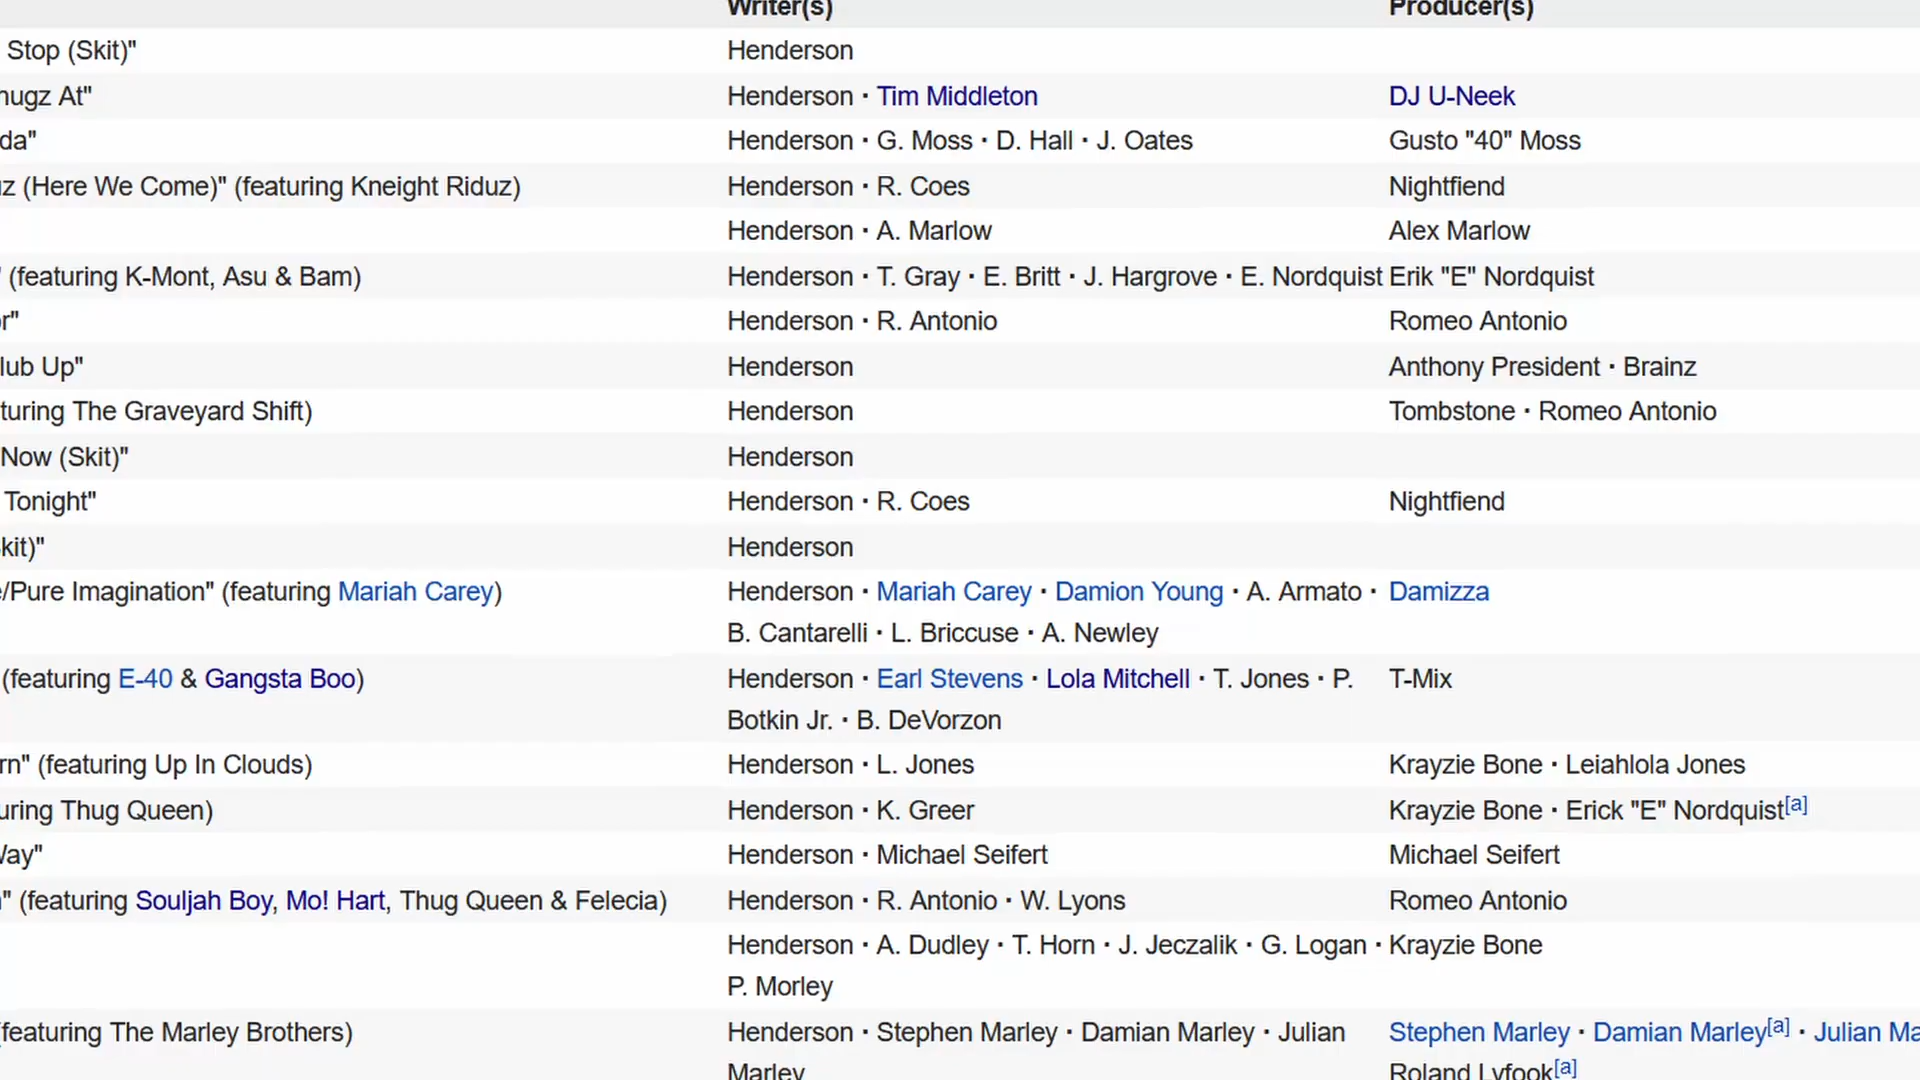 Writer(s) Producer(s)
Stop (Skit)" Henderson
hugz At" Henderson · Tim Middleton DJ U-Neek
da" Henderson · G. Moss · D. Hall · J. Oates Gusto "40" Moss
z (Here We Come)" (featuring Kneight Riduz) Henderson · R. Coes Nightfiend
Henderson · A. Marlow Alex Marlow
" (featuring K-Mont, Asu & Bam) Henderson · T. Gray · E. Britt · J. Hargrove · E. Nordquist Erik "E" Nordquist
r" Henderson · R. Antonio Romeo Antonio
lub Up" Henderson Anthony President · Brainz
turing The Graveyard Shift) Henderson Tombstone · Romeo Antonio
Now (Skit)" Henderson
Tonight" Henderson · R. Coes Nightfiend
kit)" Henderson
/Pure Imagination" (featuring Mariah Carey) Henderson · Mariah Carey · Damion Young · A. Armato · Damizza
B. Cantarelli · L. Briccuse · A. Newley
(featuring E-40 & Gangsta Boo) Henderson · Earl Stevens · Lola Mitchell · T. Jones · P. T-Mix
Botkin Jr. · B. DeVorzon
rn" (featuring Up In Clouds) Henderson · L. Jones Krayzie Bone · Leiahlola Jones
uring Thug Queen) Henderson · K. Greer Krayzie Bone · Erick "E" Nordquist[a]
Way" Henderson · Michael Seifert Michael Seifert
" (featuring Souljah Boy, Mo! Hart, Thug Queen & Felecia) Henderson · R. Antonio · W. Lyons Romeo Antonio
Henderson · A. Dudley · T. Horn · J. Jeczalik · G. Logan · Krayzie Bone
P. Morley
(featuring The Marley Brothers) Henderson · Stephen Marley · Damian Marley · Julian Stephen Marley · Damian Marley[a] · Julian Ma
Marley Roland Lyfook[a]